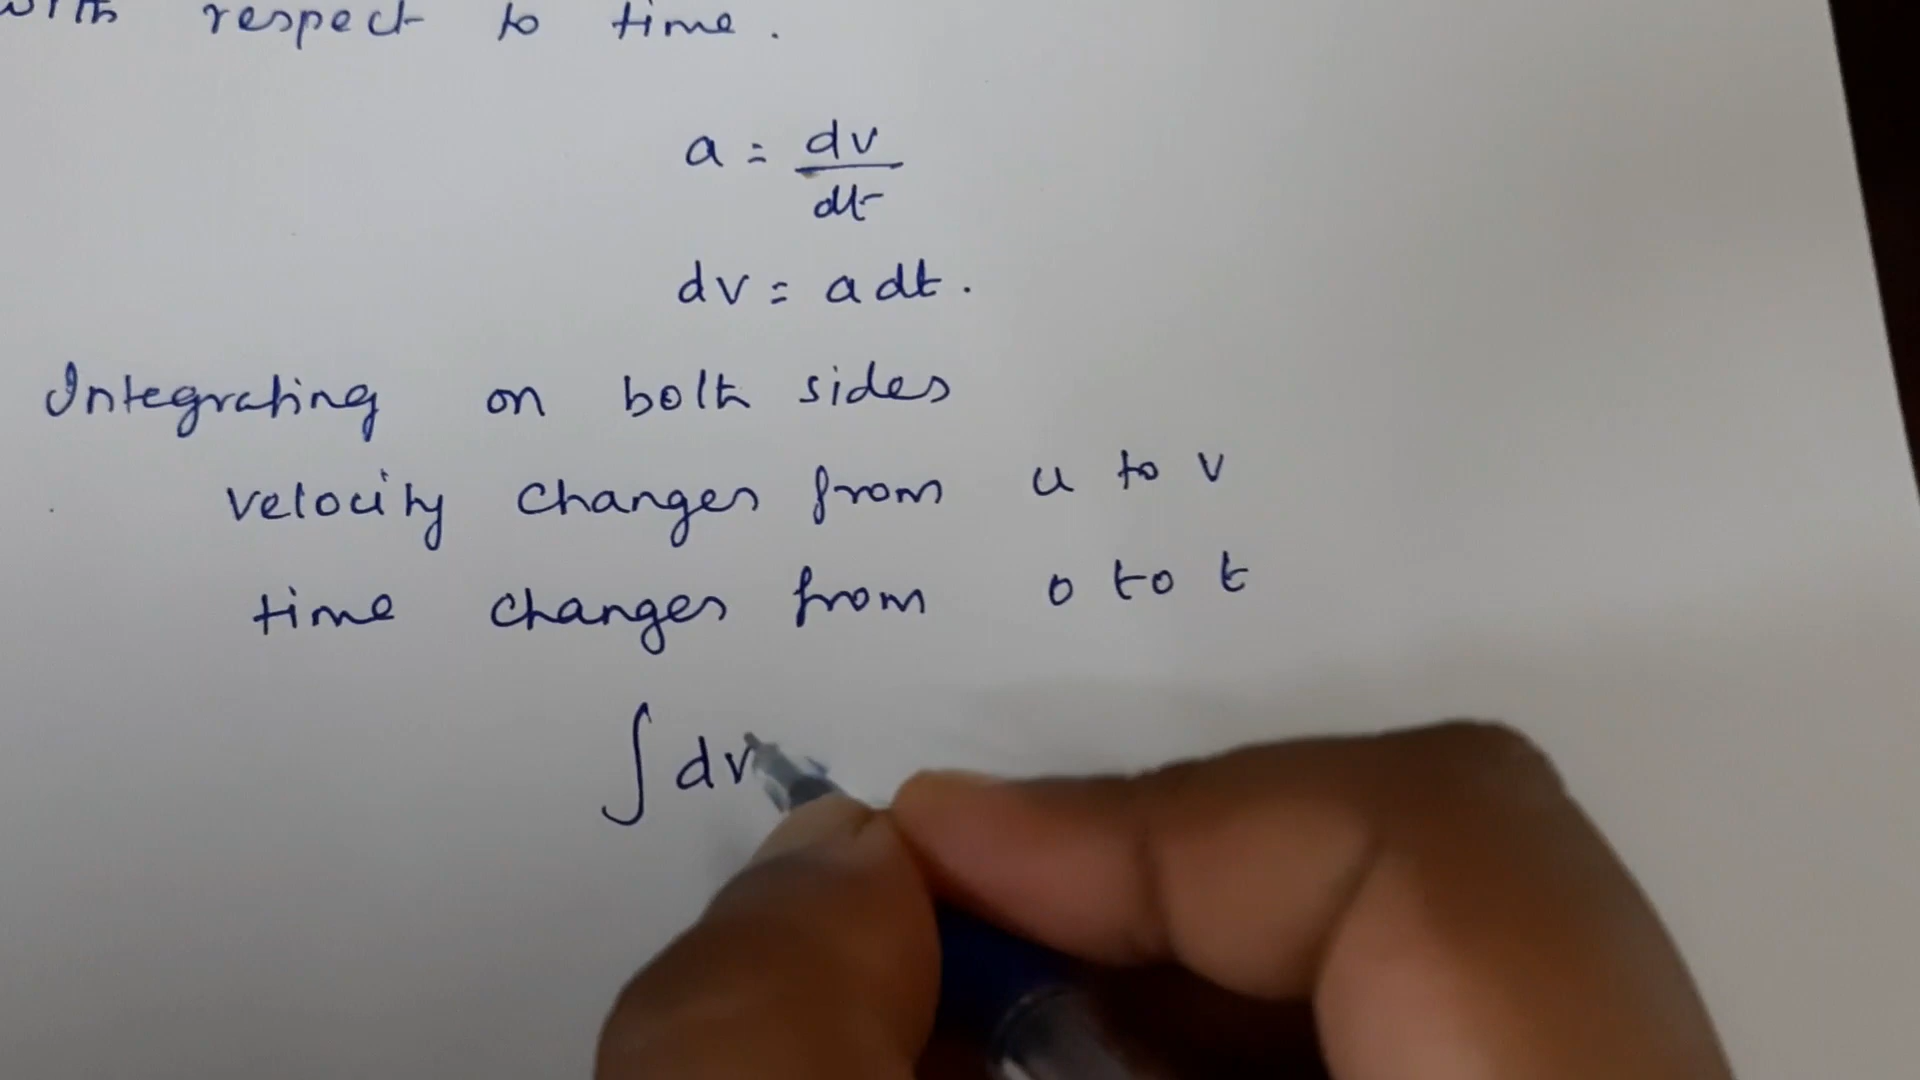 with respect to time.
a = dv
dt
dv = a dt.
Integrating on both sides
velocity changes from u to v
time changes from 0 to t
∫ dv